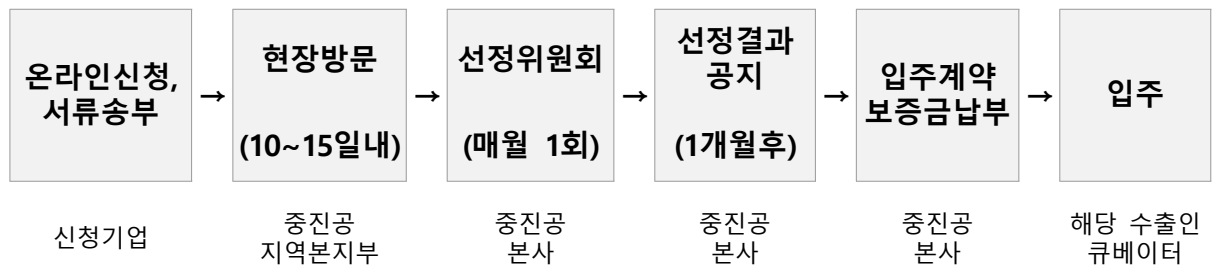 온라인신청,
서류송부
→
현장방문
(10~15일내)
→
선정위원회
(매월 1회)
→
선정결과
공지
(1개월후)
→
입주계약
보증금납부
→
입주
신청기업
중진공
지역본지부
중진공
본사
중진공
본사
중진공
본사
해당 수출인
큐베이터